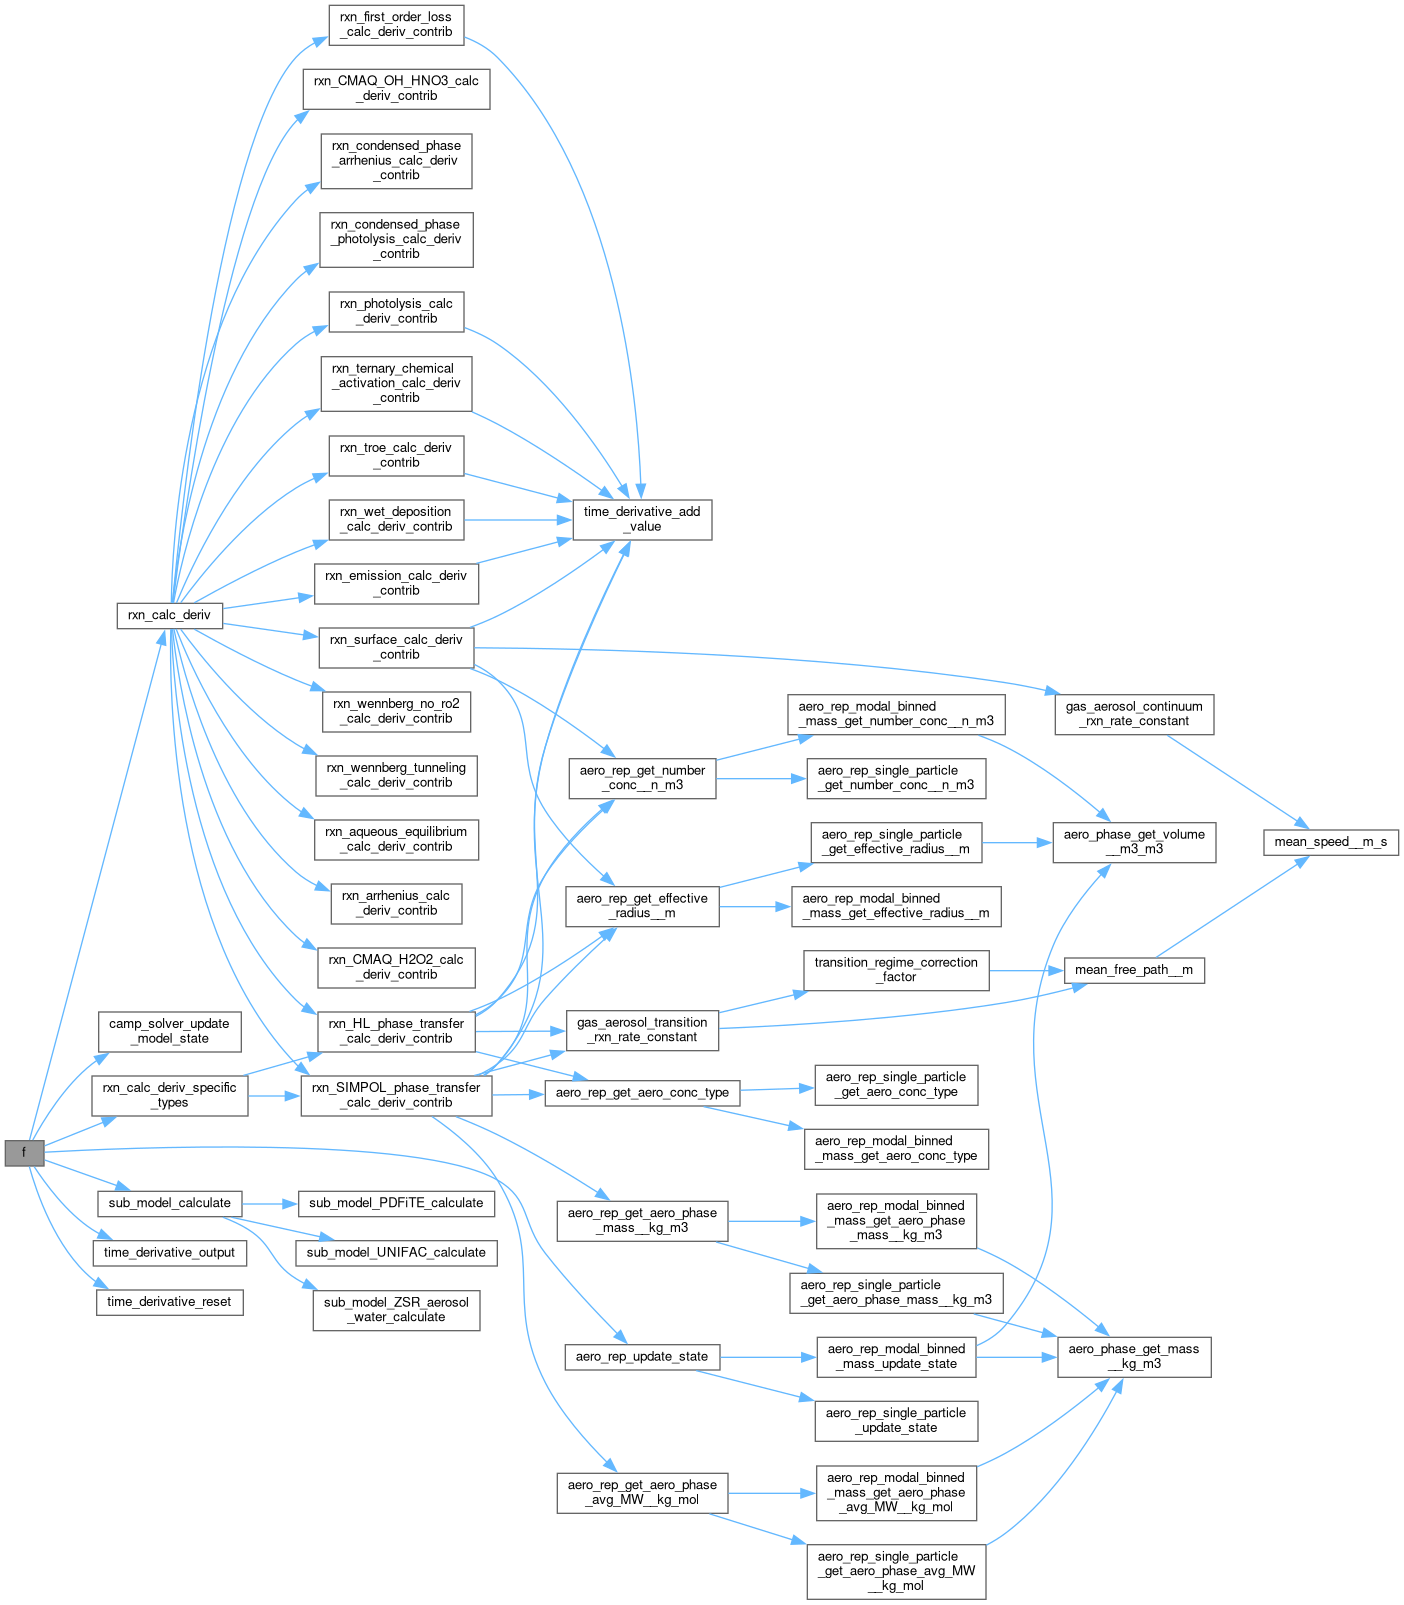 f
rxn_calc_deriv
camp_solver_update
_model_state
rxn_calc_deriv_specific
_types
sub_model_calculate
time_derivative_output
time_derivative_reset
rxn_first_order_loss
_calc_deriv_contrib
rxn_CMAQ_OH_HNO3_calc
_deriv_contrib
rxn_condensed_phase
_arrhenius_calc_deriv
_contrib
rxn_condensed_phase
_photolysis_calc_deriv
_contrib
rxn_photolysis_calc
_deriv_contrib
rxn_ternary_chemical
_activation_calc_deriv
_contrib
rxn_troe_calc_deriv
_contrib
rxn_wet_deposition
_calc_deriv_contrib
rxn_emission_calc_deriv
_contrib
rxn_surface_calc_deriv
_contrib
rxn_wennberg_no_ro2
_calc_deriv_contrib
rxn_wennberg_tunneling
_calc_deriv_contrib
rxn_aqueous_equilibrium
_calc_deriv_contrib
rxn_arrhenius_calc
_deriv_contrib
rxn_CMAQ_H2O2_calc
_deriv_contrib
rxn_HL_phase_transfer
_calc_deriv_contrib
rxn_SIMPOL_phase_transfer
_calc_deriv_contrib
sub_model_PDFiTE_calculate
sub_model_UNIFAC_calculate
sub_model_ZSR_aerosol
_water_calculate
time_derivative_add
_value
aero_rep_get_number
_conc__n_m3
aero_rep_get_effective
_radius__m
gas_aerosol_transition
_rxn_rate_constant
aero_rep_get_aero_conc_type
aero_rep_get_aero_phase
_mass__kg_m3
aero_rep_update_state
aero_rep_get_aero_phase
_avg_MW__kg_mol
aero_rep_modal_binned
_mass_get_number_conc__n_m3
aero_rep_single_particle
_get_number_conc__n_m3
aero_rep_single_particle
_get_effective_radius__m
aero_rep_modal_binned
_mass_get_effective_radius__m
transition_regime_correction
_factor
aero_rep_single_particle
_get_aero_conc_type
aero_rep_modal_binned
_mass_get_aero_conc_type
aero_rep_modal_binned
_mass_get_aero_phase
_mass__kg_m3
aero_rep_single_particle
_get_aero_phase_mass__kg_m3
aero_rep_modal_binned
_mass_update_state
aero_rep_single_particle
_update_state
aero_rep_modal_binned
_mass_get_aero_phase
_avg_MW__kg_mol
aero_rep_single_particle
_get_aero_phase_avg_MW
__kg_mol
gas_aerosol_continuum
_rxn_rate_constant
aero_phase_get_volume
__m3_m3
mean_free_path__m
aero_phase_get_mass
__kg_m3
mean_speed__m_s